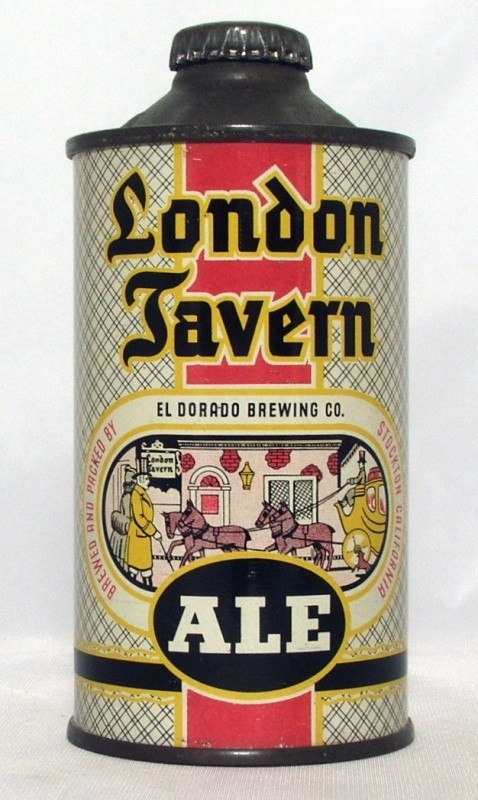 London
Tavern
EL DORADO BREWING CO.
BREWED AND PACKED BY
STOCKTON CALIFORNIA
London
Tavern
ALE